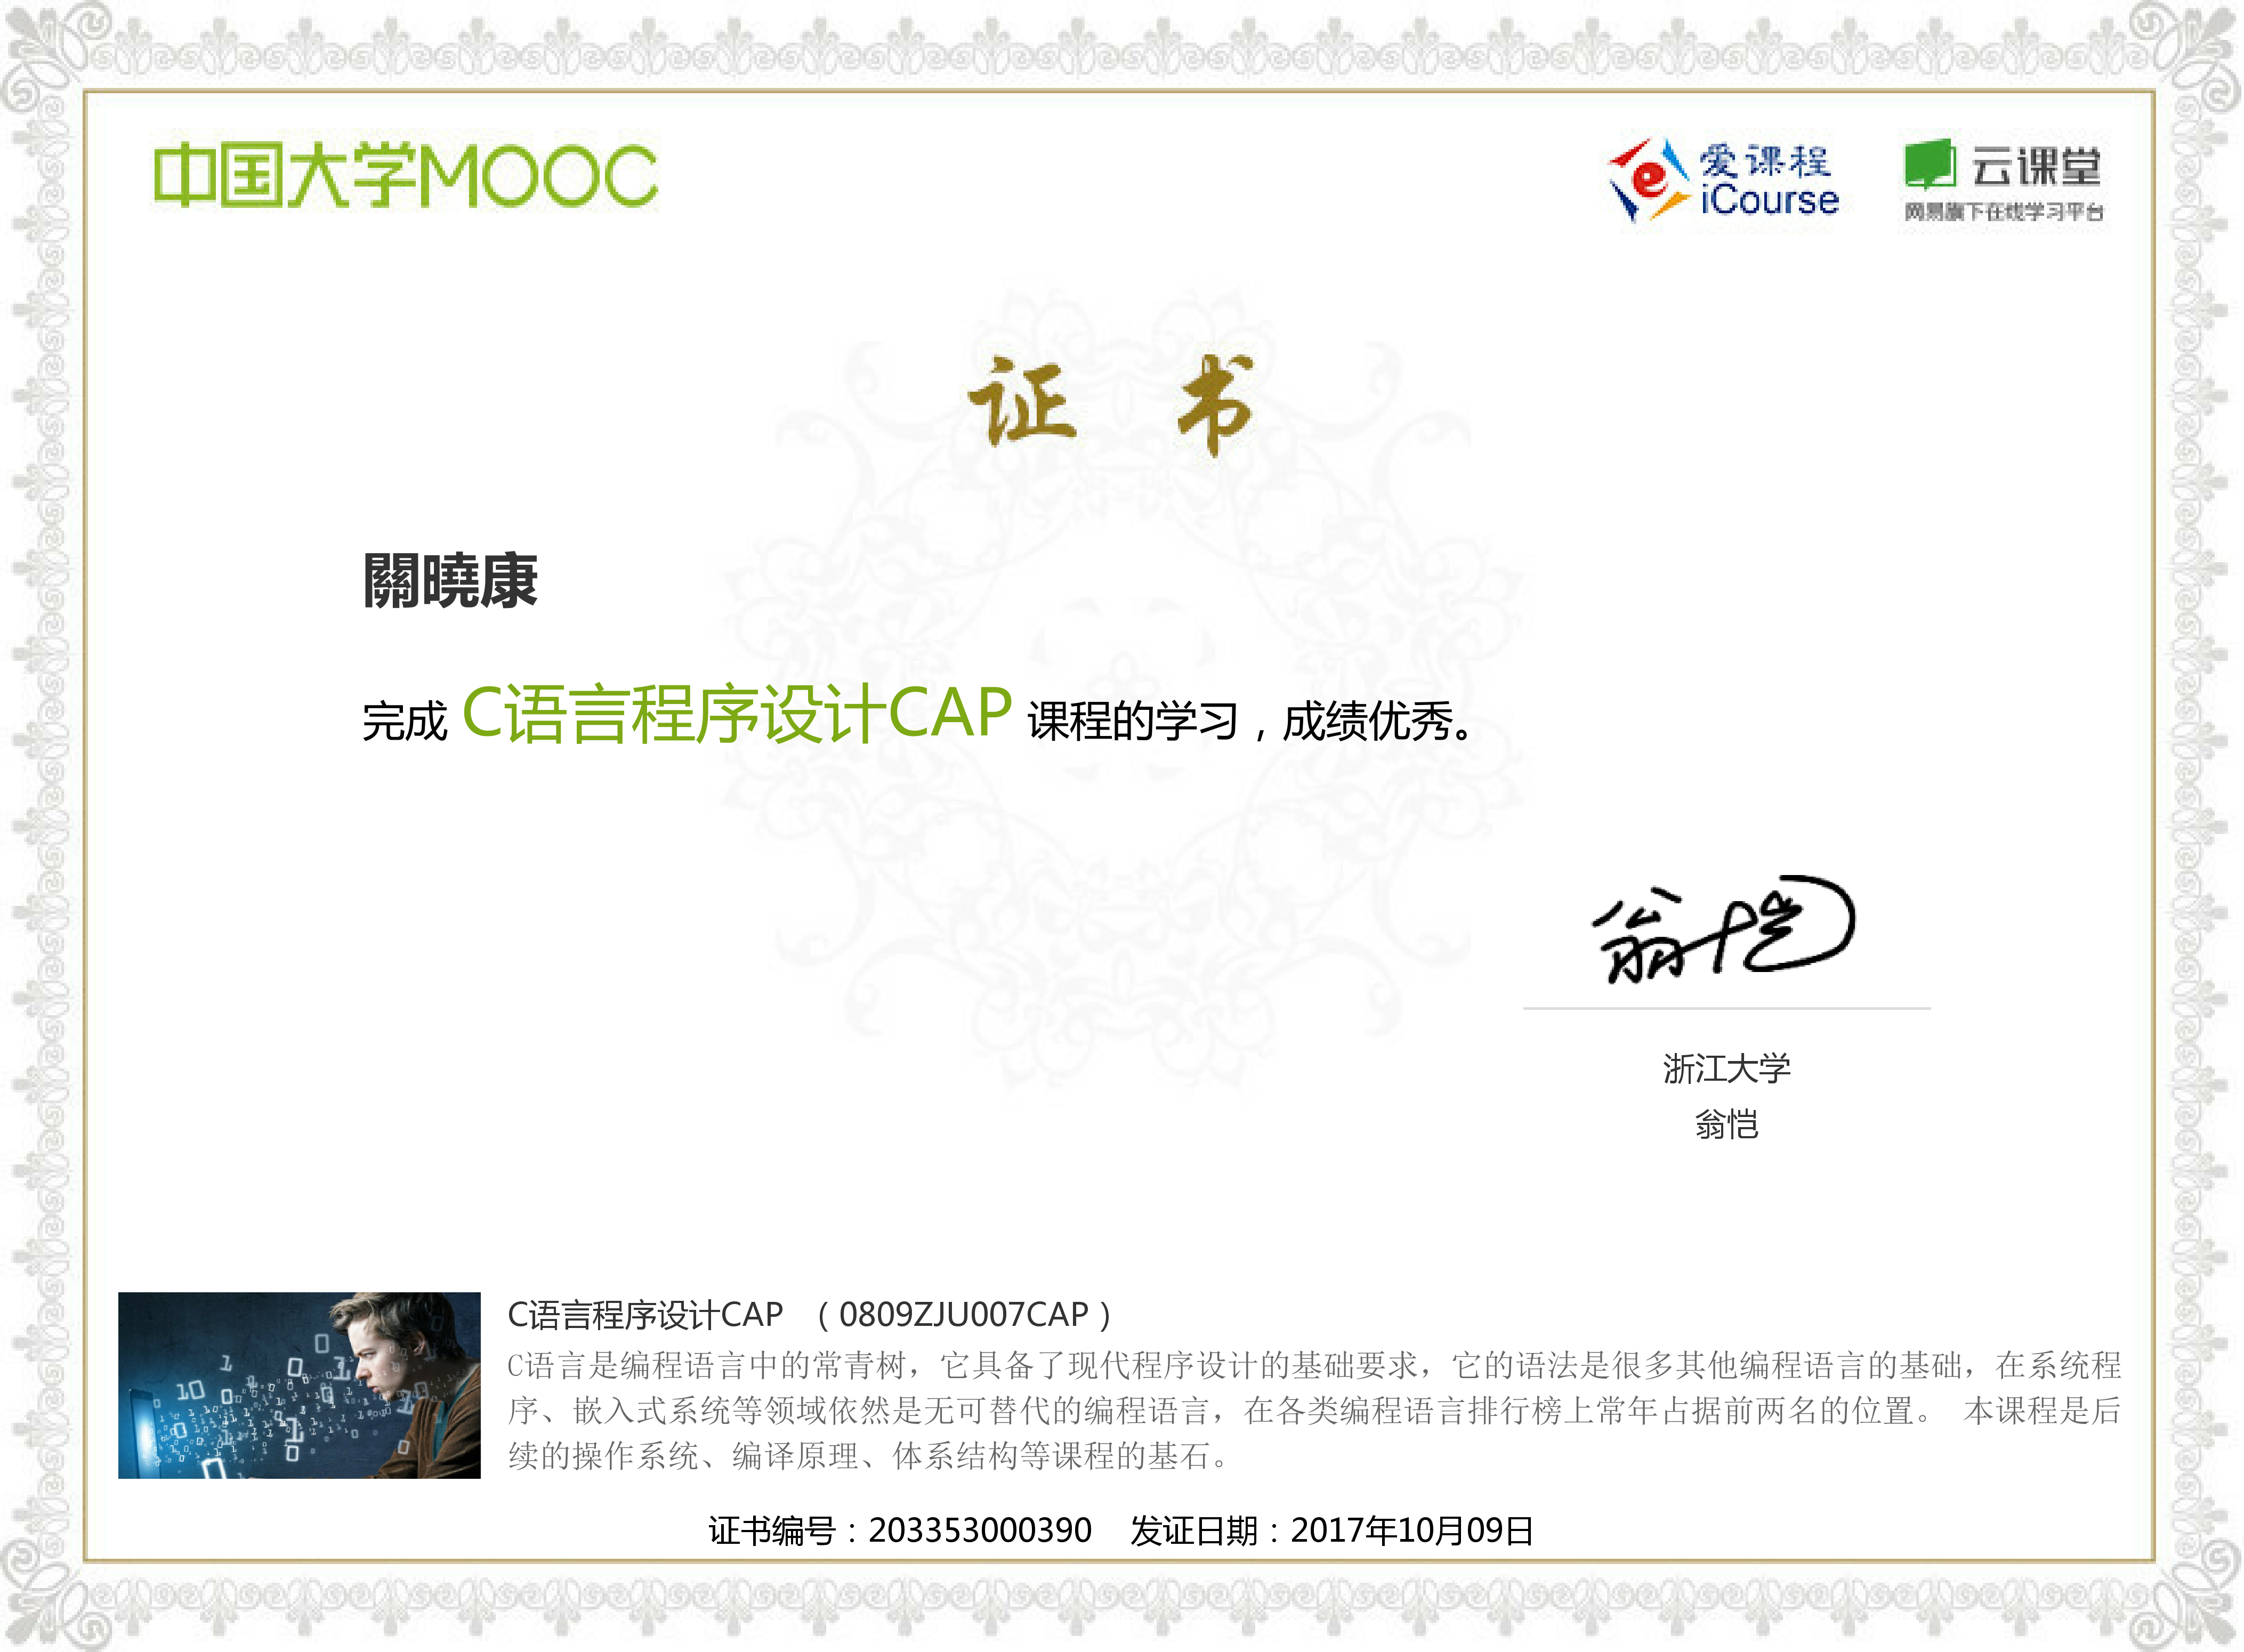 中国大学MOOC
爱课程
iCourse
云课堂
网易旗下在线学习平台
证 书
關曉康
完成 C语言程序设计CAP 课程的学习，成绩优秀。
翁恺
浙江大学
翁恺
C语言程序设计CAP （0809ZJU007CAP）
C语言是编程语言中的常青树，它具备了现代程序设计的基础要求，它的语法是很多其他编程语言的基础，在系统程
序、嵌入式系统等领域依然是无可替代的编程语言，在各类编程语言排行榜上常年占据前两名的位置。 本课程是后
续的操作系统、编译原理、体系结构等课程的基石。
证书编号：203353000390 发证日期：2017年10月09日